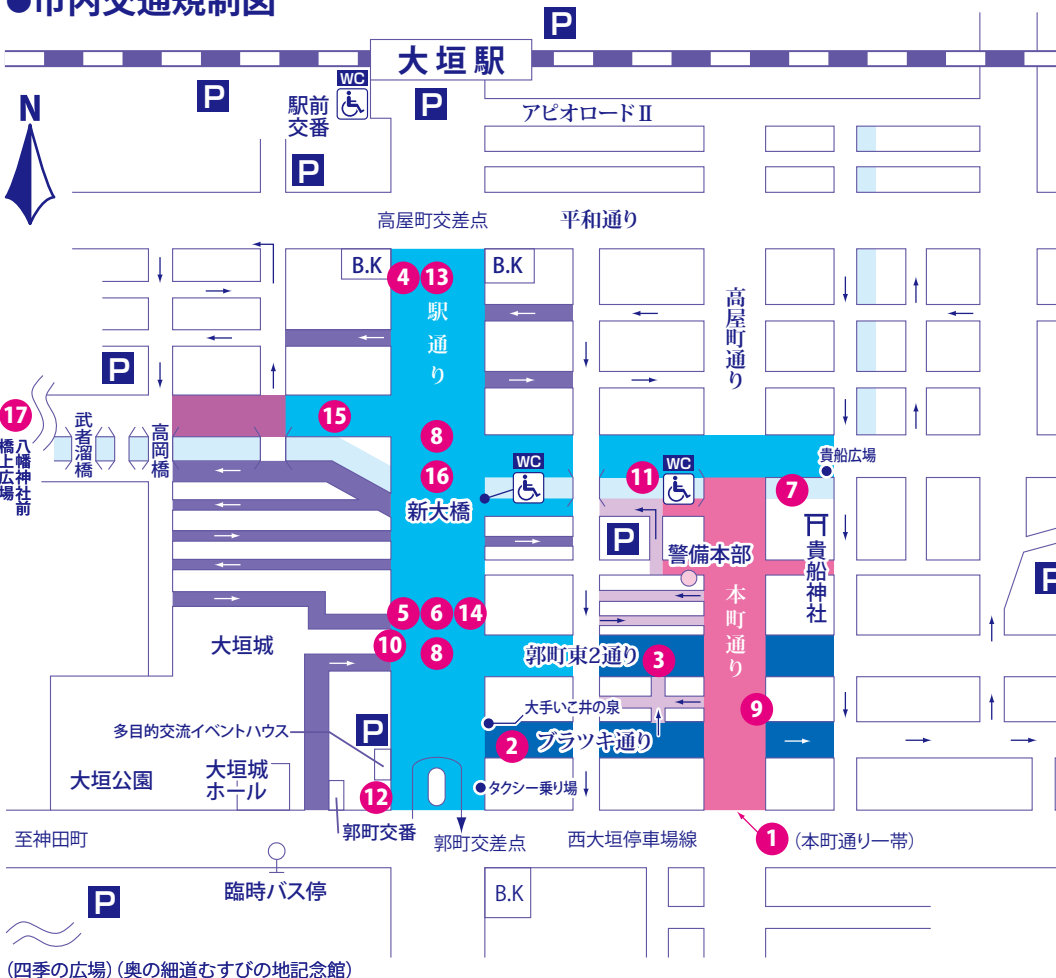 ●市内交通規制図
P
大垣駅
WC
P
P
駅前
交番
アピオロードⅡ
N
P
高屋町交差点
平和通り
B.K
B.K
4
13
駅通り
高屋町通り
P
17
八幡神社前
橋上広場
武者溜橋
高岡橋
15
8
16
新大橋
WC
11
WC
7
貴船広場
P
警備本部
貴船神社
P
本町通り
5
6
14
大垣城
10
8
郭町東2通り
3
9
大手いこ井の泉
多目的交流イベントハウス
P
2
ブラツキ通り
大垣公園
大垣城
ホール
12
タクシー乗り場
至神田町
郭町交番
郭町交差点
西大垣停車場線
1
(本町通り一帯)
臨時バス停
P
B.K
(四季の広場)(奥の細道むすびの地記念館)